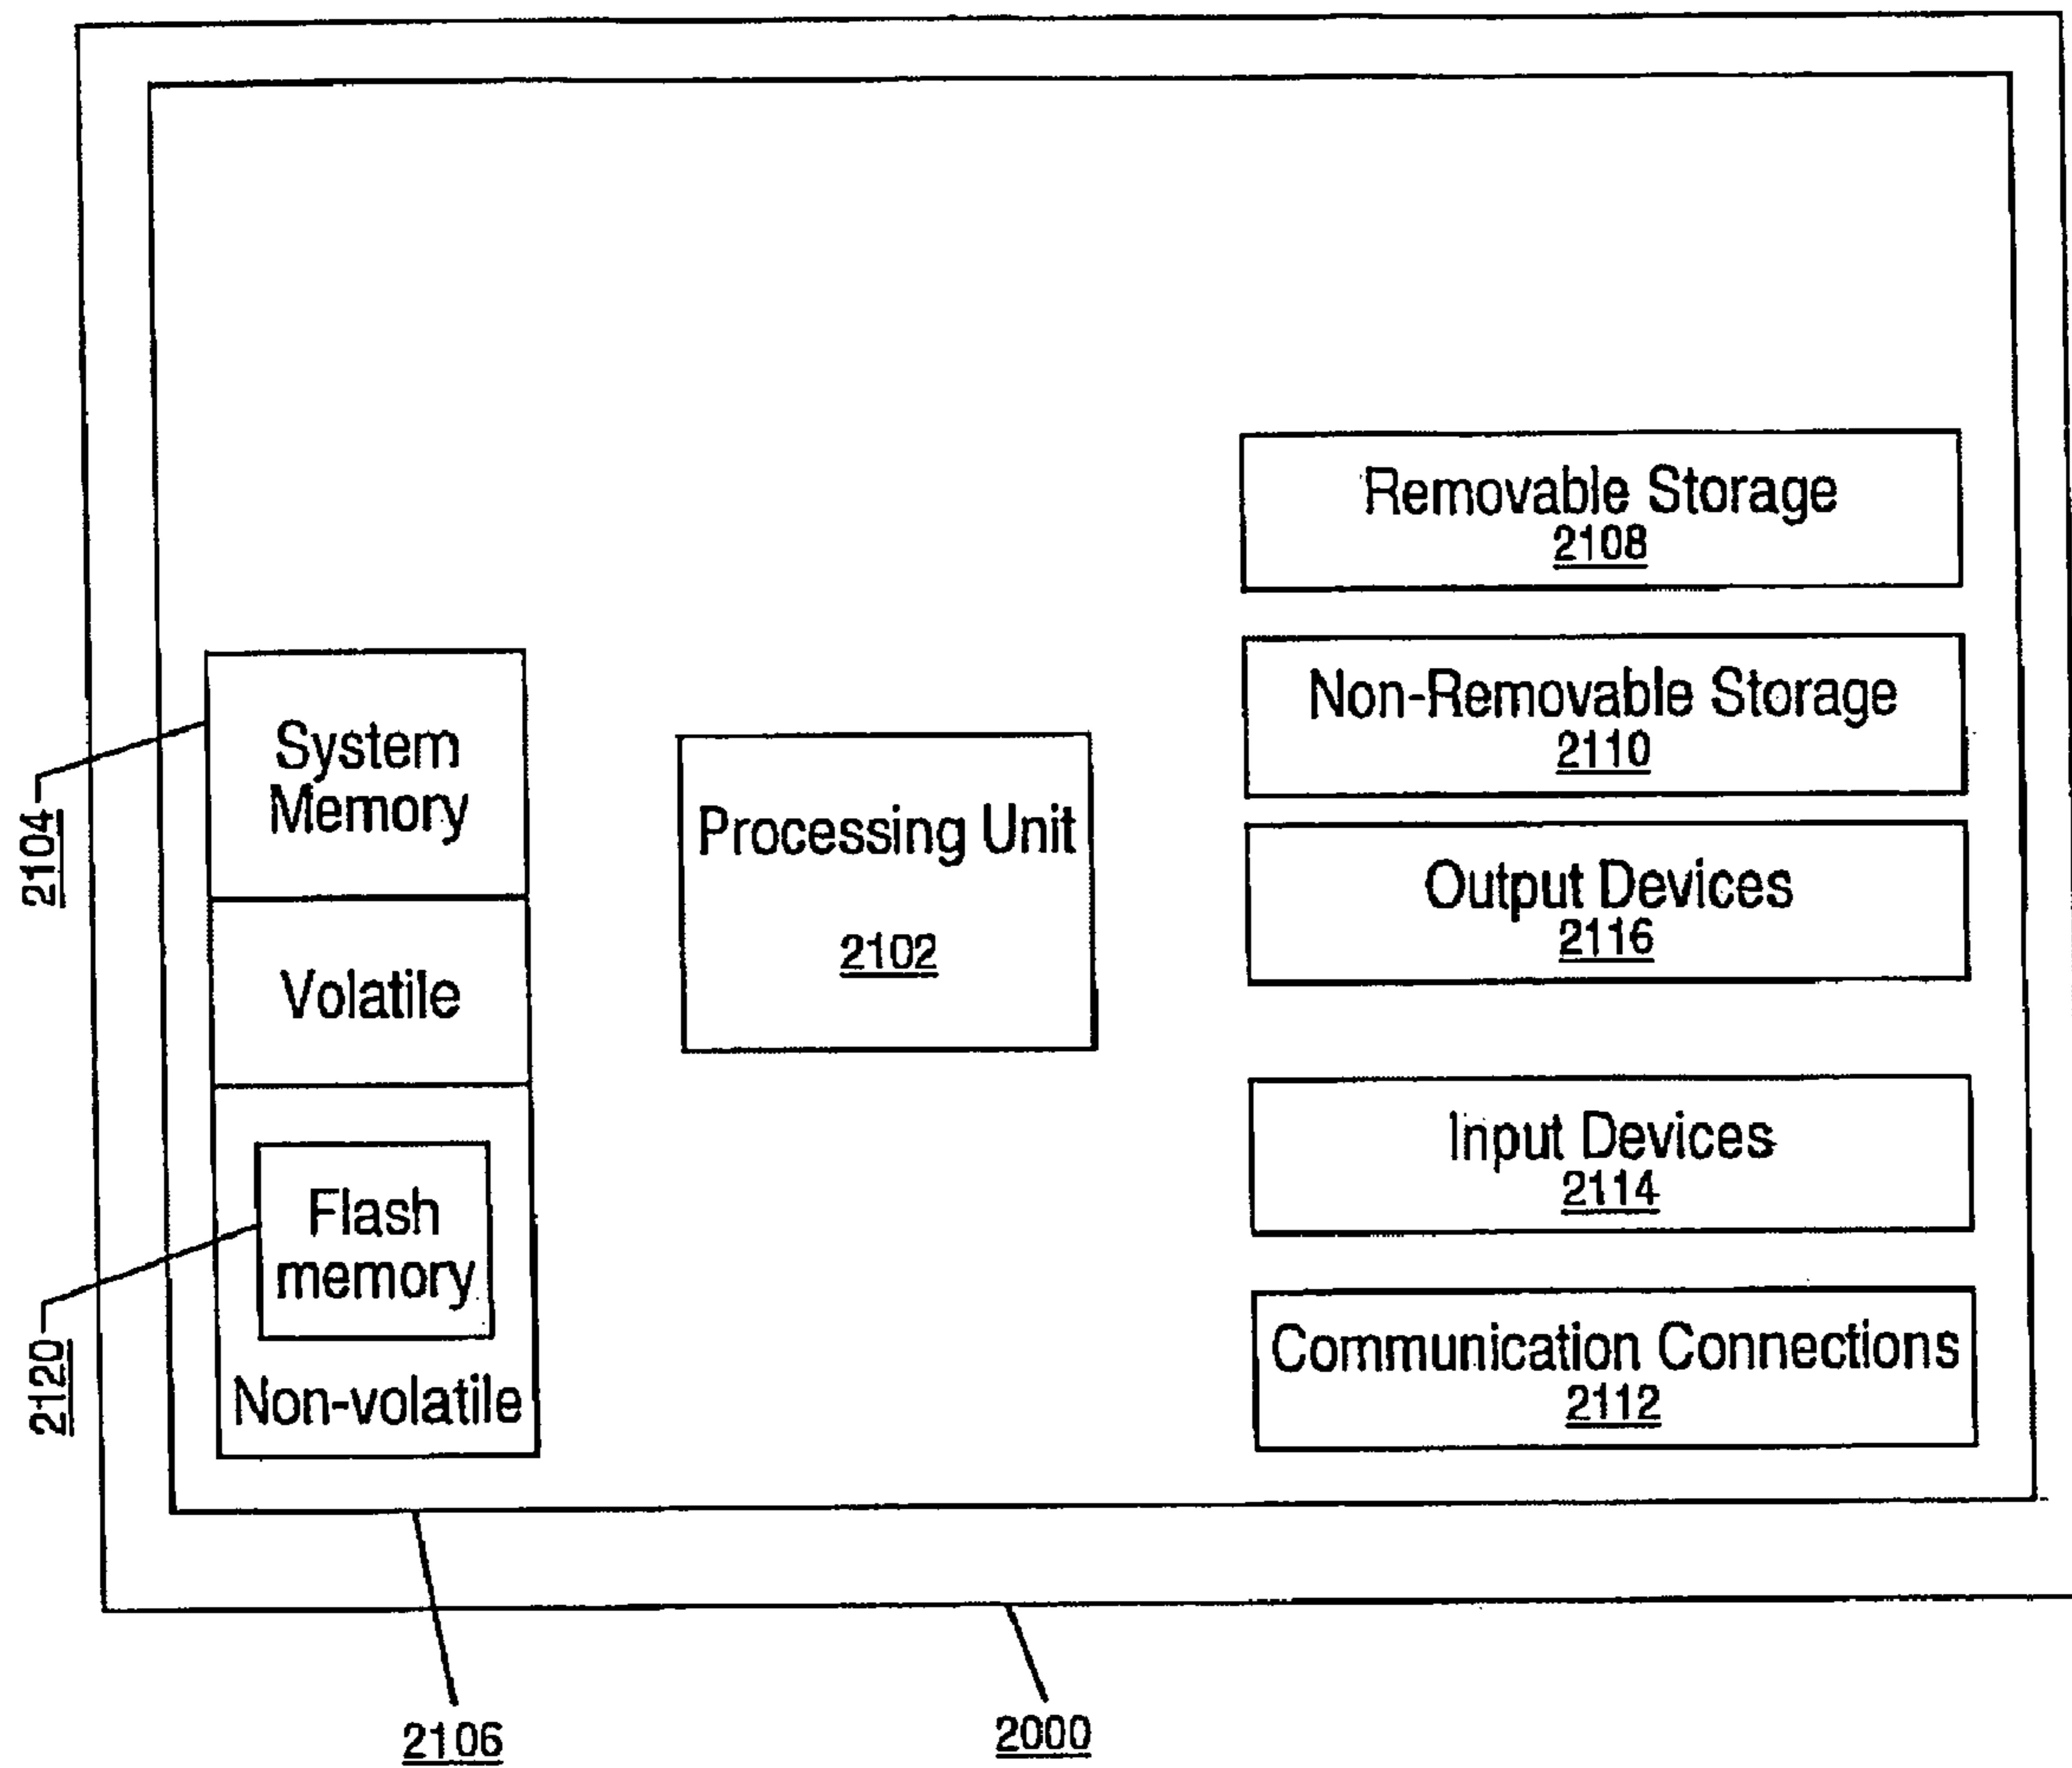 Removable Storage
2108
Non-Removable Storage
2110
System
Memory
2104
Processing Unit
2102
Output Devices
2116
Volatile
Input Devices
2114
Flash
memory
2120
Non-volatile
Communication Connections
2112
2106
2000